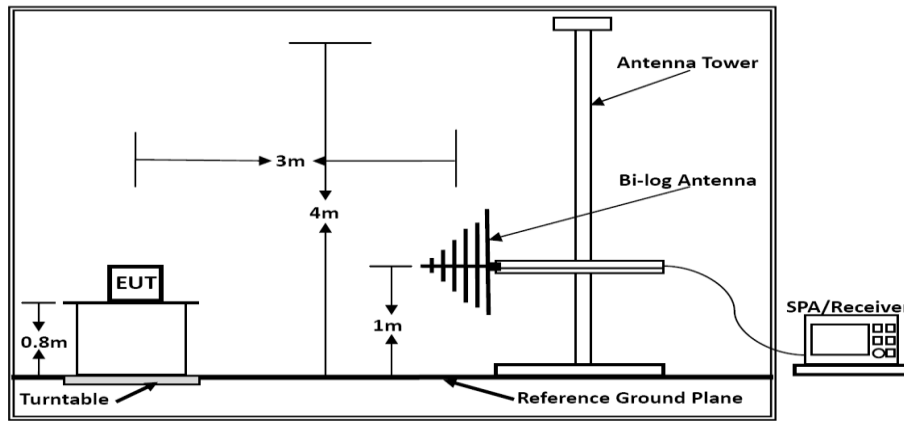 Antenna Tower
3m
Bi-log Antenna
4m
EUT
SPA/Receiver
1m
0.8m
Turntable
Reference Ground Plane